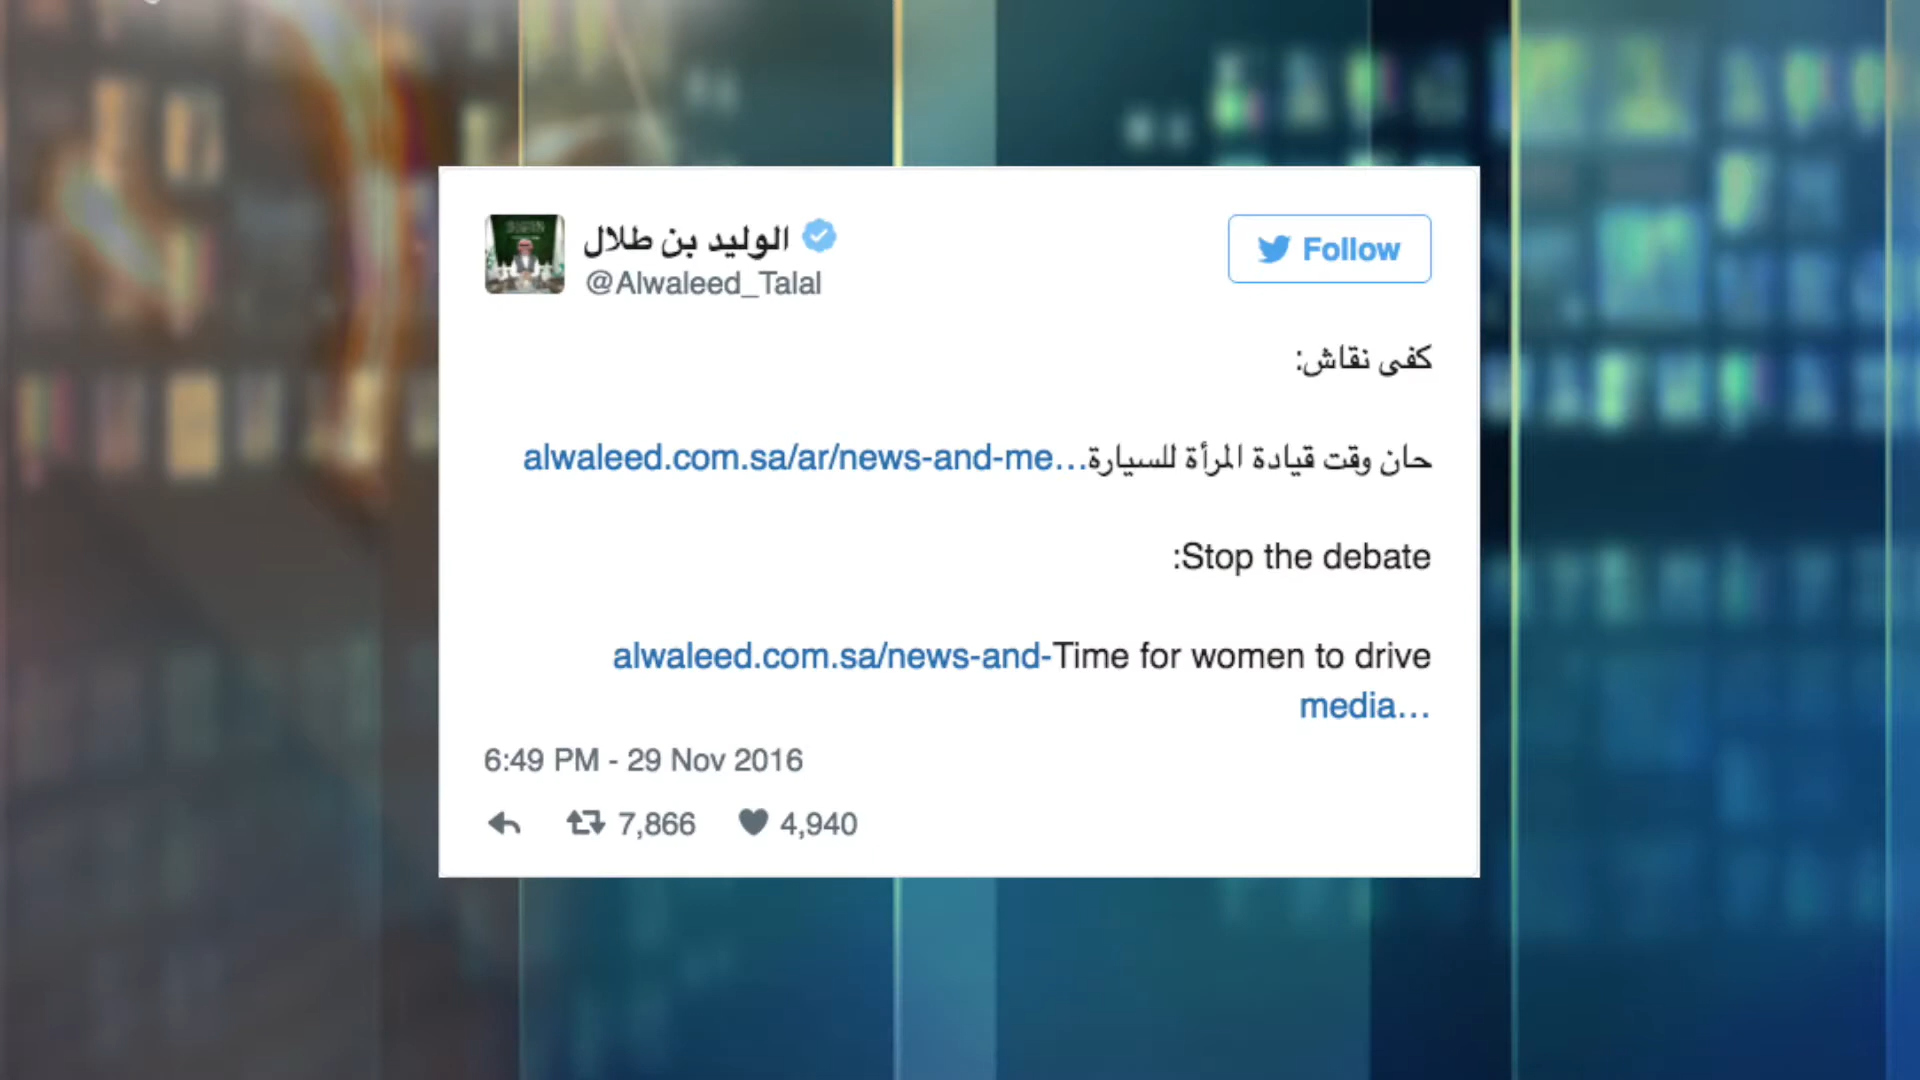 الوليد بن طلال
@Alwaleed_Talal
Follow
كفى نقاش:
حان وقت قيادة المرأة للسيارة alwaleed.com.sa/ar/news-and-me…
Stop the debate:
Time for women to drive alwaleed.com.sa/news-and-
media…
6:49 PM - 29 Nov 2016
7,866 4,940